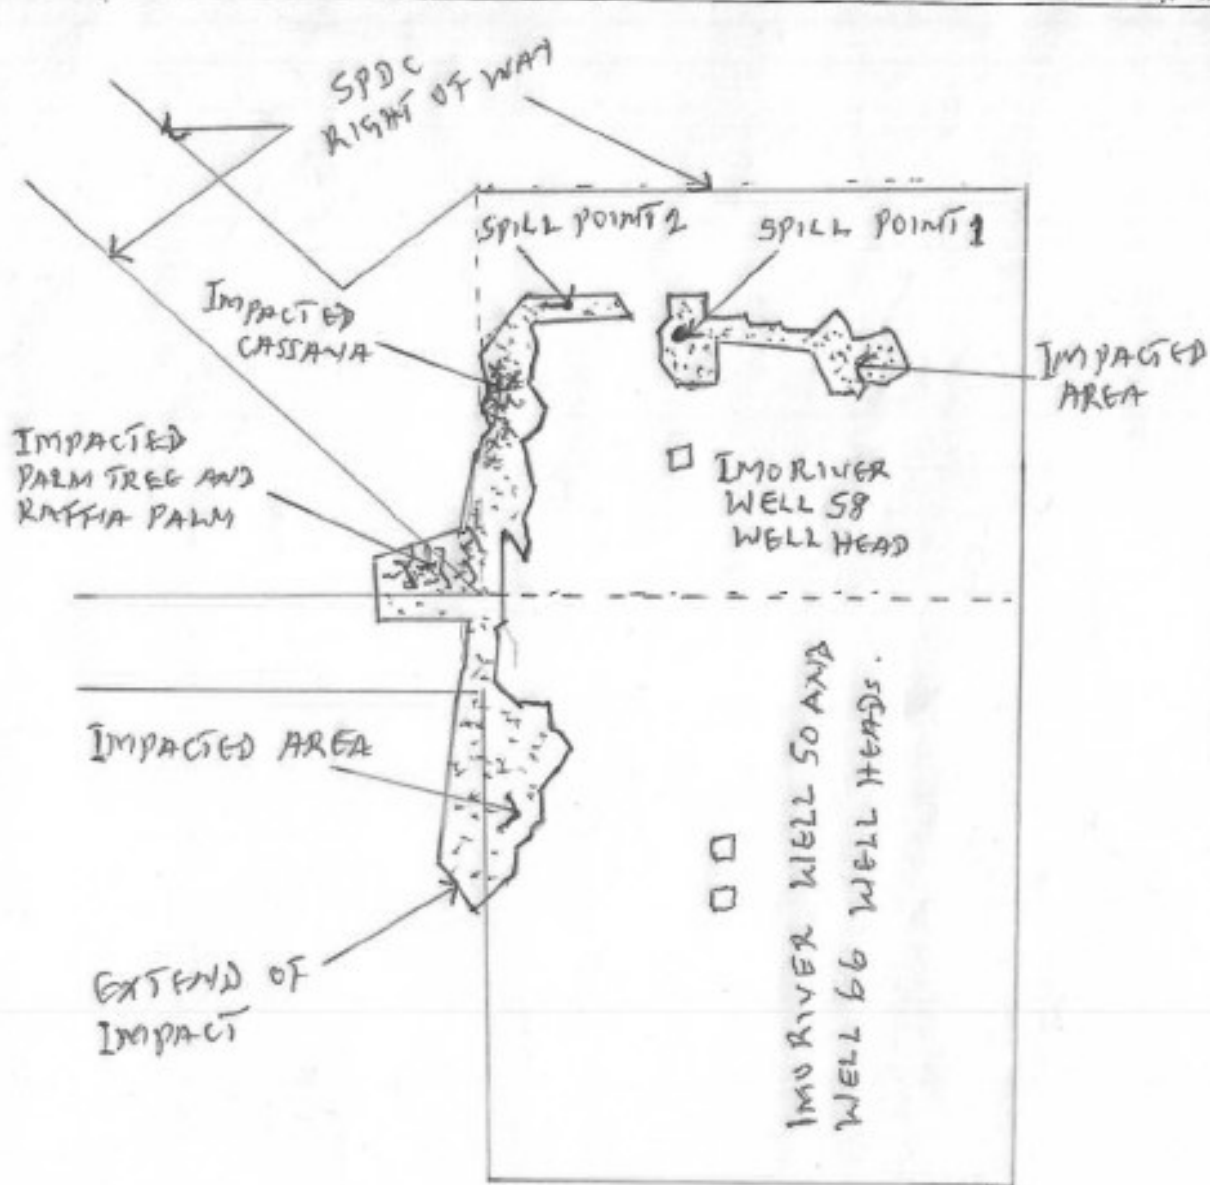 SPDC
RIGHT OF WAY
SPILL POINT 2
SPILL POINT 1
IMPACTED
CASSAVA
IMPACTED
AREA
IMPACTED
PALM TREE AND
RAFFIA PALM
IMO RIVER
WELL 58
WELL HEAD
IMPACTED AREA
IMO RIVER WELL 50 AND
WELL 66 WELL HEADS.
EXTEND OF
IMPACT